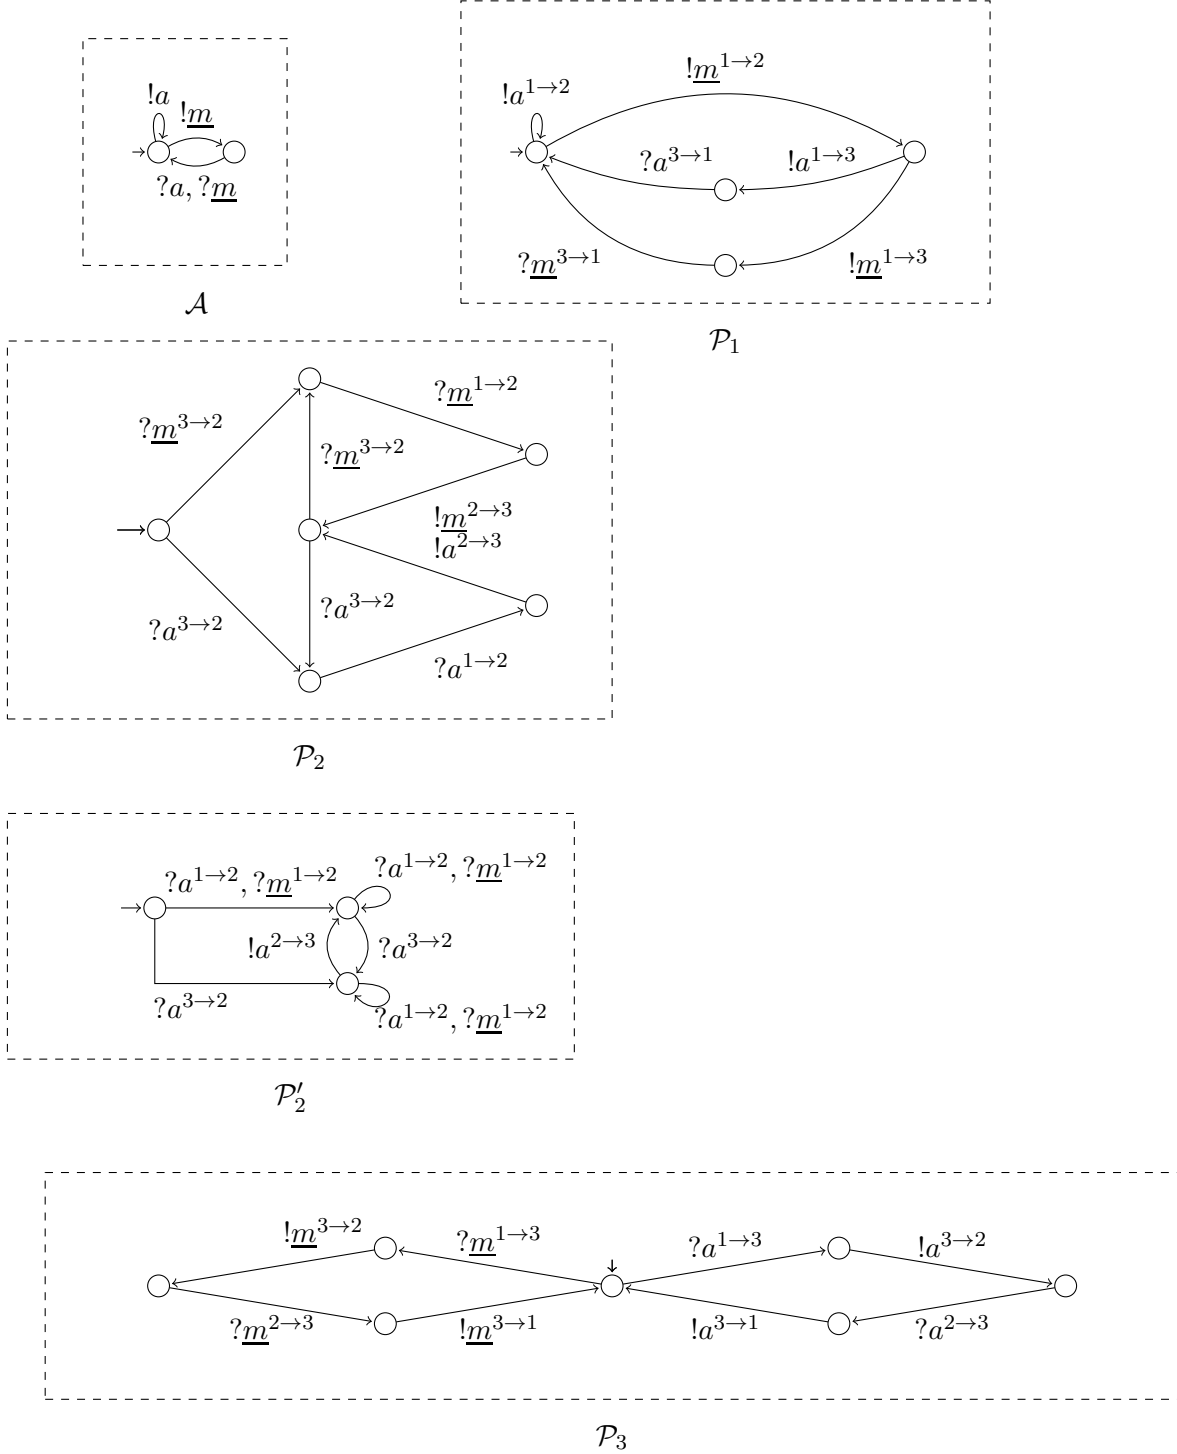 !a
!m
?a, ?m
𝒜
!a^{1→2}
!m^{1→2}
?a^{3→1}
!a^{1→3}
?m^{3→1}
!m^{1→3}
𝒫_1
?m^{3→2}
?m^{1→2}
?m^{3→2}
!m^{2→3}
!a^{2→3}
?a^{3→2}
?a^{3→2}
?a^{1→2}
𝒫_2
?a^{1→2}, ?m^{1→2}
?a^{1→2}, ?m^{1→2}
!a^{2→3}
?a^{3→2}
?a^{3→2}
?a^{1→2}, ?m^{1→2}
𝒫′_2
!m^{3→2}
?m^{1→3}
?a^{1→3}
!a^{3→2}
?m^{2→3}
!m^{3→1}
!a^{3→1}
?a^{2→3}
𝒫_3